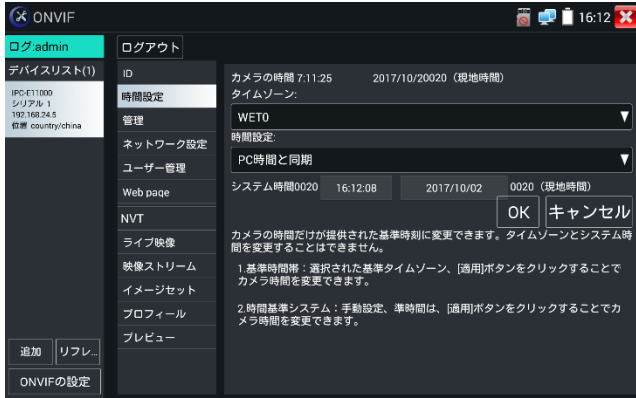 ONVIF
16:12
ログ:admin
ログアウト
デバイスリスト(1)
IPC-E11000
シリアル 1
192.168.24.5
位置 country/china
追加
リフレ...
ONVIFの設定
ID
時間設定
管理
ネットワーク設定
ユーザー管理
Web page
NVT
ライブ映像
映像ストリーム
イメージセット
プロフィール
プレビュー
カメラの時間 7:11:25 2017/10/20020（現地時間）
タイムゾーン:
WET0
時間設定:
PC時間と同期
システム時間0020 16:12:08 2017/10/02 0020（現地時間）
OK
キャンセル
カメラの時間だけが提供された基準時刻に変更できます。タイムゾーンとシステム時
間を変更することはできません。
1.基準時間帯：選択された基準タイムゾーン、[適用]ボタンをクリックすることで
カメラ時間を変更できます。
2.時間基準システム：手動設定、準時間は、[適用]ボタンをクリックすることでカ
メラ時間を変更できます。